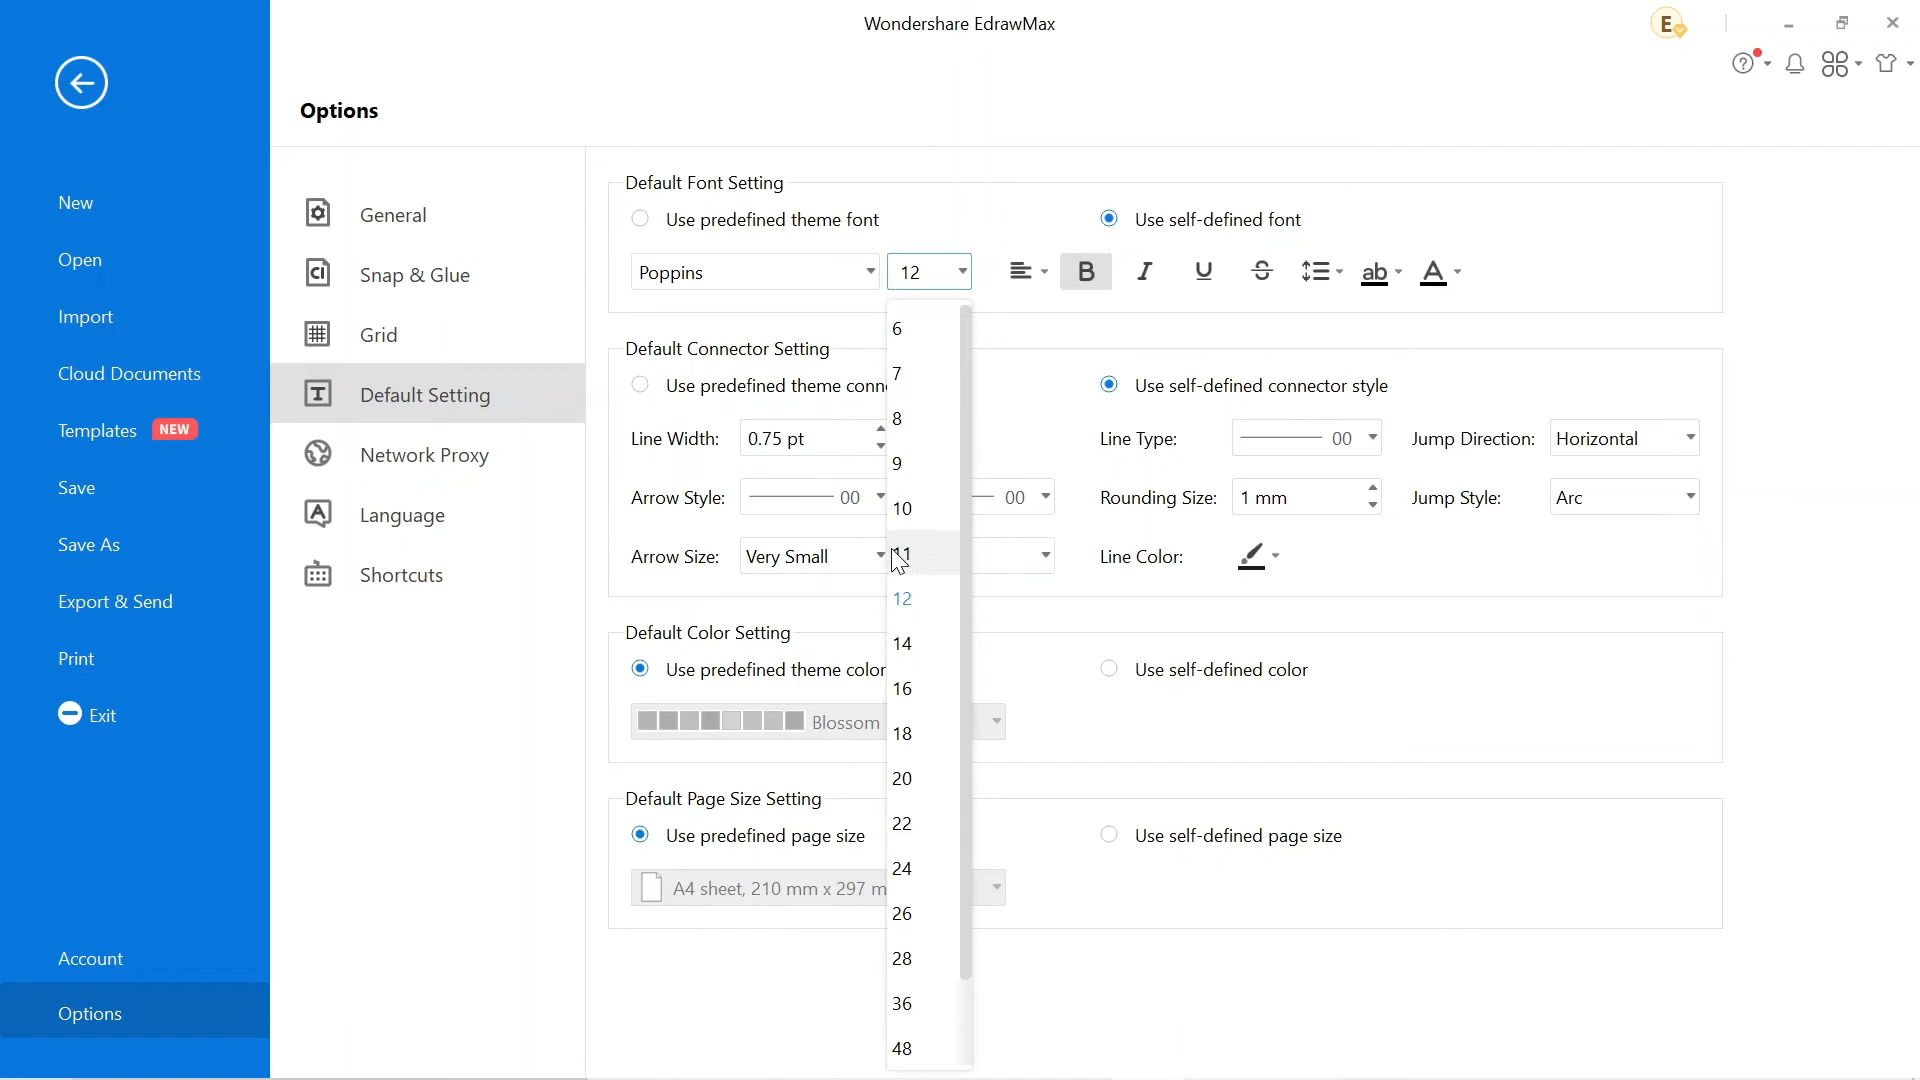 Wondershare EdrawMax
E
Options
New
Open
Import
Cloud Documents
Templates NEW
Save
Save As
Export & Send
Print
Exit
Account
Options
General
Snap & Glue
Grid
Default Setting
Network Proxy
Language
Shortcuts
Default Font Setting
Use predefined theme font
Use self-defined font
Poppins
12
B I U S ab A
6
7
8
9
10
11
12
14
16
18
20
22
24
26
28
36
48
Default Connector Setting
Use predefined theme conn
Use self-defined connector style
Line Width: 0.75 pt
Line Type: 00
Jump Direction: Horizontal
Arrow Style: 00 00
Rounding Size: 1 mm
Jump Style: Arc
Arrow Size: Very Small
Line Color:
Default Color Setting
Use predefined theme color
Use self-defined color
Blossom
Default Page Size Setting
Use predefined page size
Use self-defined page size
A4 sheet, 210 mm x 297 m